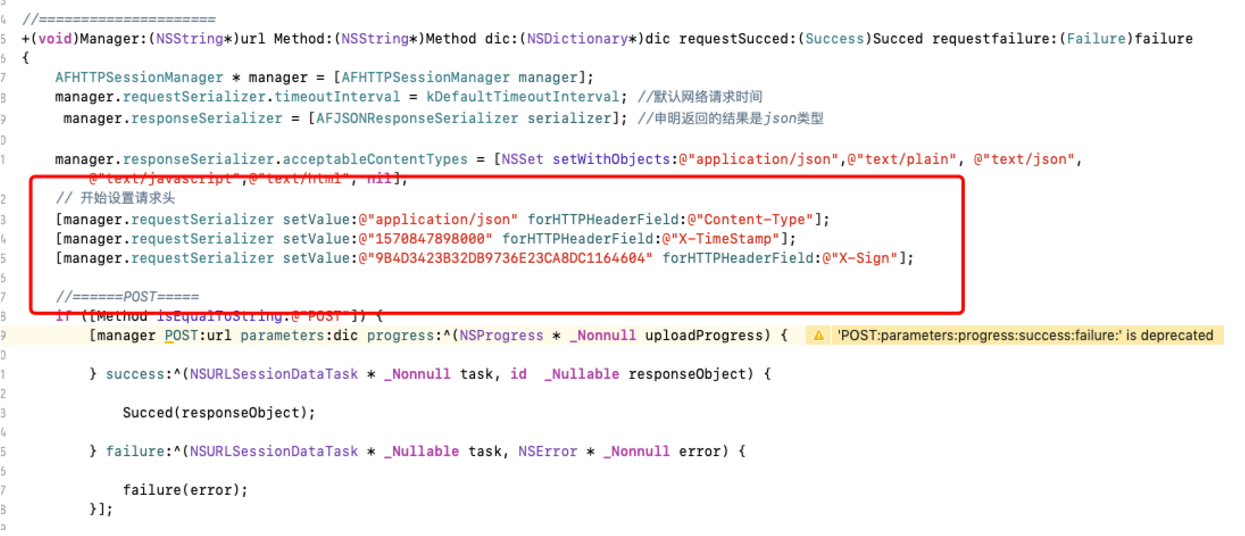 //=====================
+(void)Manager:(NSString*)url Method:(NSString*)Method dic:(NSDictionary*)dic requestSucced:(Success)Succed requestfailure:(Failure)failure
{
AFHTTPSessionManager * manager = [AFHTTPSessionManager manager];
manager.requestSerializer.timeoutInterval = kDefaultTimeoutInterval; //默认网络请求时间
manager.responseSerializer = [AFJSONResponseSerializer serializer]; //申明返回的结果是json类型
manager.responseSerializer.acceptableContentTypes = [NSSet setWithObjects:@"application/json",@"text/plain", @"text/json",
@"text/javascript",@"text/html", nil];
// 开始设置请求头
[manager.requestSerializer setValue:@"application/json" forHTTPHeaderField:@"Content-Type"];
[manager.requestSerializer setValue:@"1570847898000" forHTTPHeaderField:@"X-TimeStamp"];
[manager.requestSerializer setValue:@"9B4D3423B32DB9736E23CA8DC1164604" forHTTPHeaderField:@"X-Sign"];
//======POST=====
if ([Method isEqualToString:@"POST"]) {
[manager POST:url parameters:dic progress:^(NSProgress * _Nonnull uploadProgress) { 'POST:parameters:progress:success:failure:' is deprecated
} success:^(NSURLSessionDataTask * _Nonnull task, id _Nullable responseObject) {
Succed(responseObject);
} failure:^(NSURLSessionDataTask * _Nullable task, NSError * _Nonnull error) {
failure(error);
}];